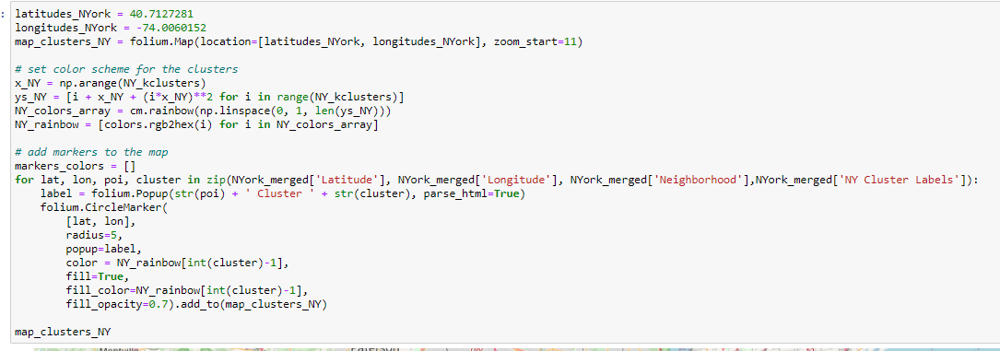 :
latitudes_NYork = 40.7127281
longitudes_NYork = -74.0060152
map_clusters_NY = folium.Map(location=[latitudes_NYork, longitudes_NYork], zoom_start=11)

# set color scheme for the clusters
x_NY = np.arange(NY_kclusters)
ys_NY = [i + x_NY + (i*x_NY)**2 for i in range(NY_kclusters)]
NY_colors_array = cm.rainbow(np.linspace(0, 1, len(ys_NY)))
NY_rainbow = [colors.rgb2hex(i) for i in NY_colors_array]

# add markers to the map
markers_colors = []
for lat, lon, poi, cluster in zip(NYork_merged['Latitude'], NYork_merged['Longitude'], NYork_merged['Neighborhood'],NYork_merged['NY Cluster Labels']):
    label = folium.Popup(str(poi) + ' Cluster ' + str(cluster), parse_html=True)
    folium.CircleMarker(
        [lat, lon],
        radius=5,
        popup=label,
        color = NY_rainbow[int(cluster)-1],
        fill=True,
        fill_color=NY_rainbow[int(cluster)-1],
        fill_opacity=0.7).add_to(map_clusters_NY)

map_clusters_NY